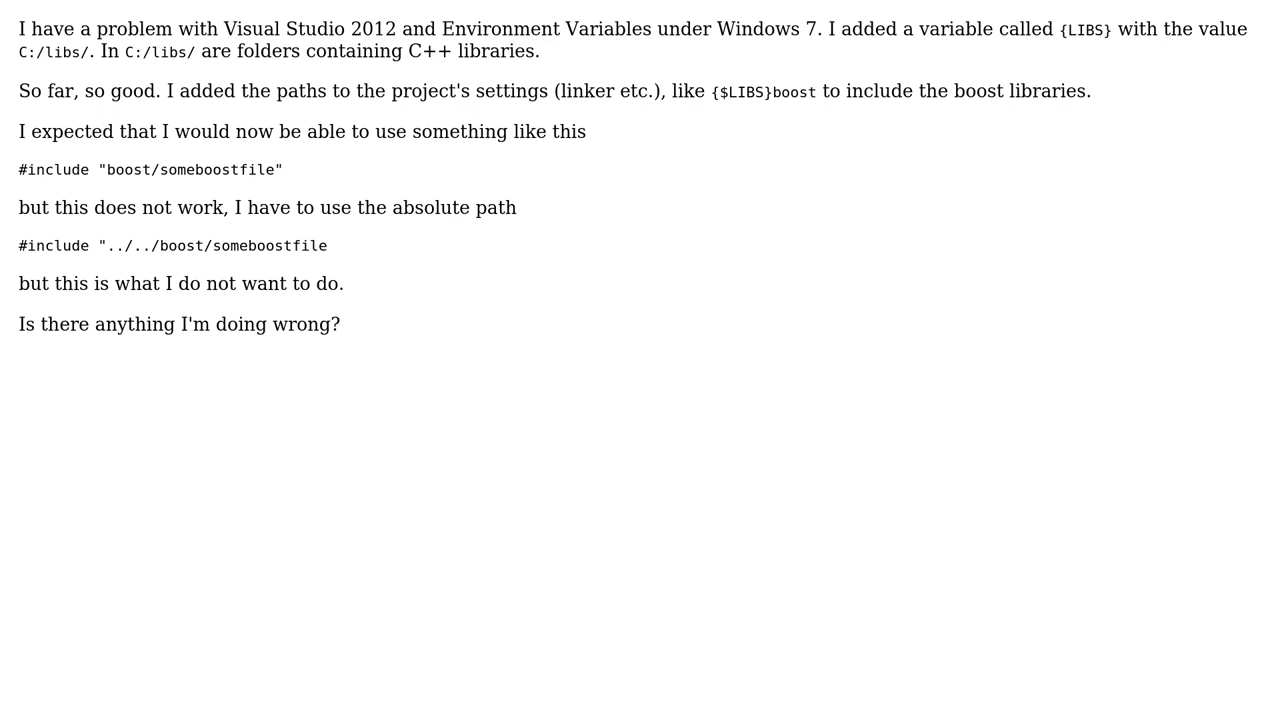 I have a problem with Visual Studio 2012 and Environment Variables under Windows 7. I added a variable called {LIBS} with the value
C:/libs/. In C:/libs/ are folders containing C++ libraries.
So far, so good. I added the paths to the project's settings (linker etc.), like {$LIBS}boost to include the boost libraries.
I expected that I would now be able to use something like this
#include "boost/someboostfile"
but this does not work, I have to use the absolute path
#include "../../boost/someboostfile
but this is what I do not want to do.
Is there anything I'm doing wrong?